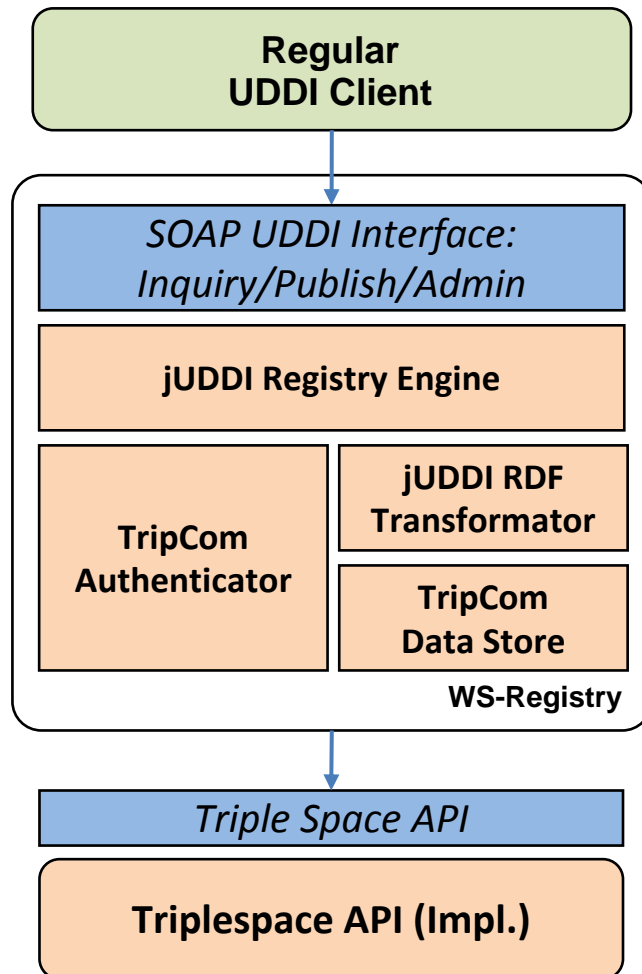 Regular
UDDI Client
SOAP UDDI Interface:
Inquiry/Publish/Admin
jUDDI Registry Engine
TripCom
Authenticator
jUDDI RDF
Transformator
TripCom
Data Store
WS-Registry
Triple Space API
Triplespace API (Impl.)